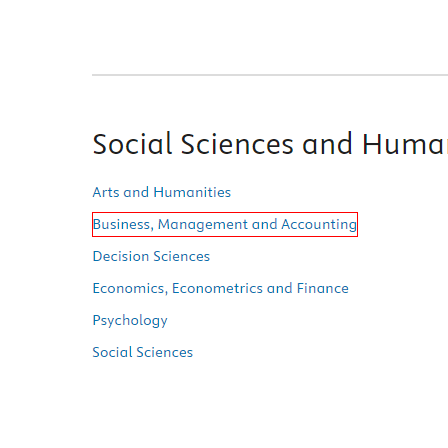 Social Sciences and Huma
Arts and Humanities
Business, Management and Accounting
Decision Sciences
Economics, Econometrics and Finance
Psychology
Social Sciences